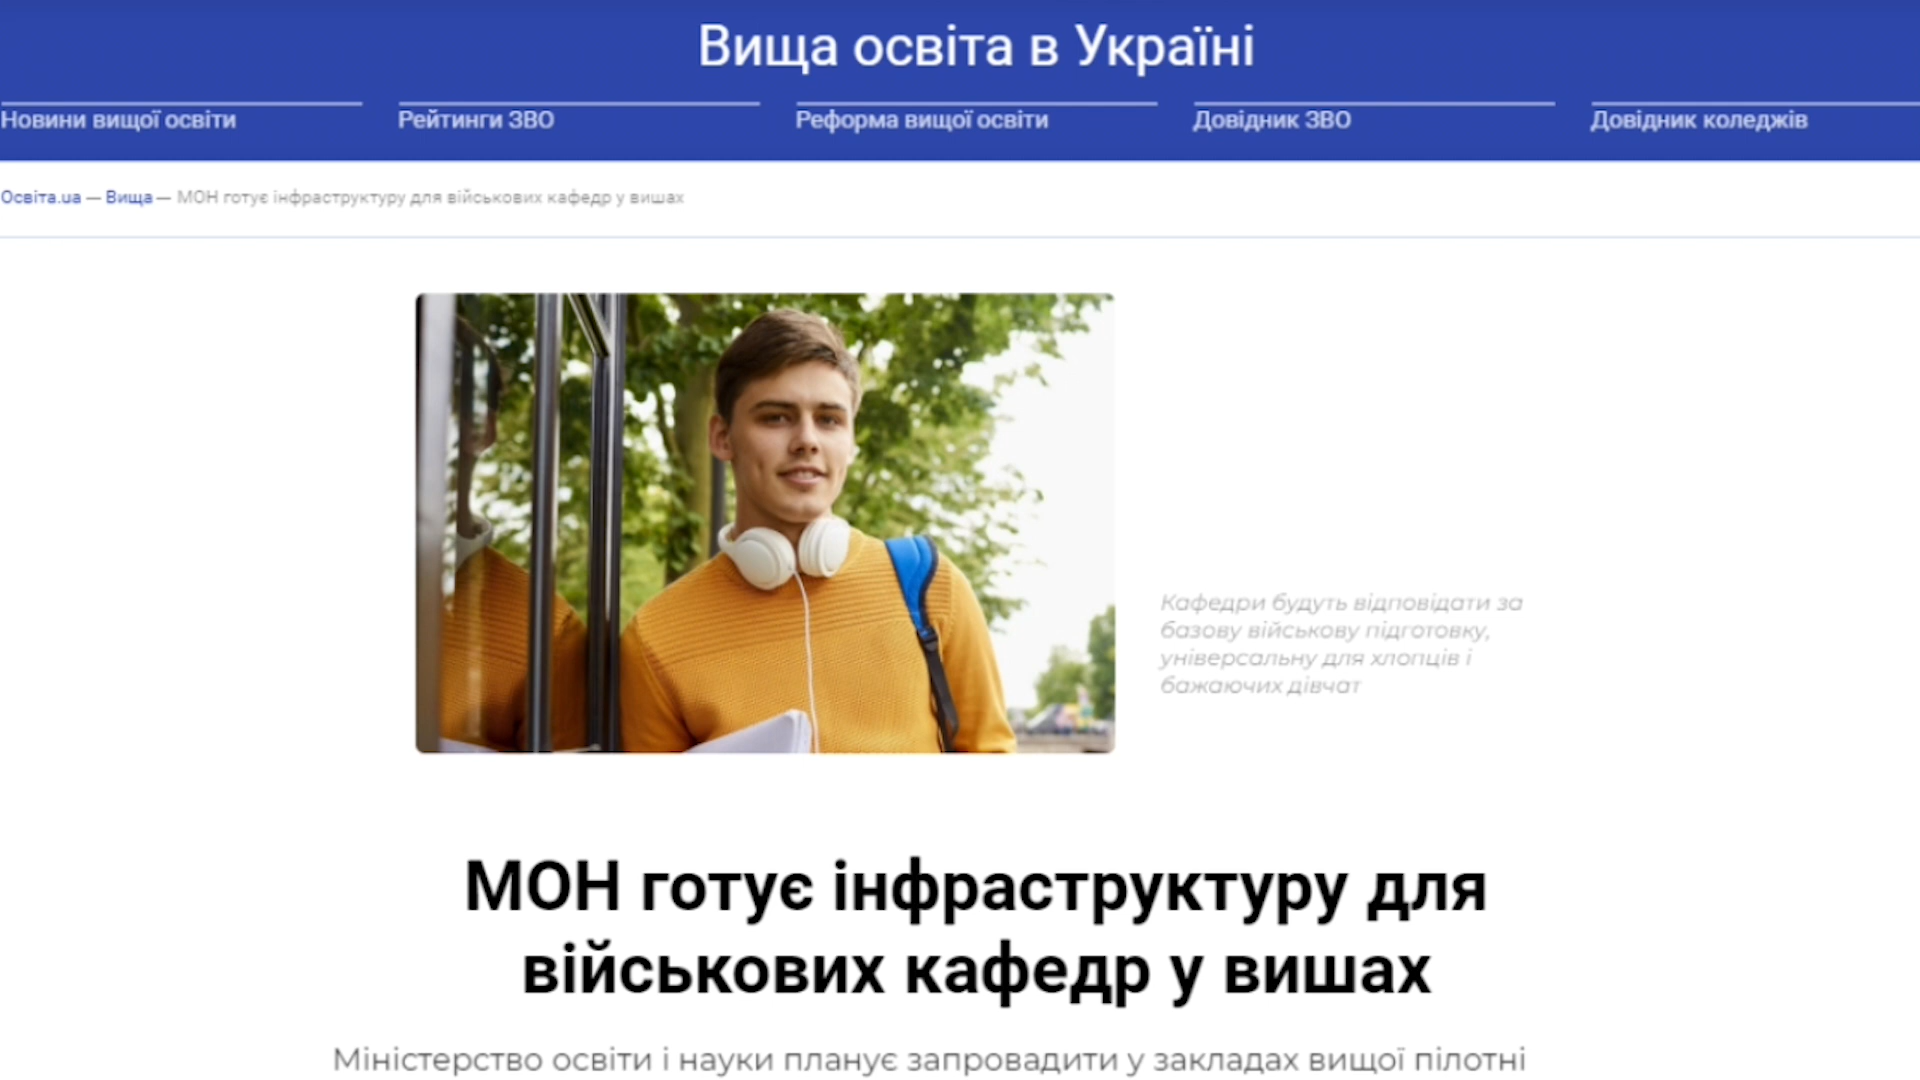 Вища освіта в Україні
Новини вищої освіти
Рейтинги ЗВО
Реформа вищої освіти
Довідник ЗВО
Довідник коледжів
Освіта.ua — Вища — МОН готує інфраструктуру для військових кафедр у вишах
Кафедри будуть відповідати за
базову військову підготовку,
універсальну для хлопців і
бажаючих дівчат
МОН готує інфраструктуру для
військових кафедр у вишах
Міністерство освіти і науки планує запровадити у закладах вищої пілотні